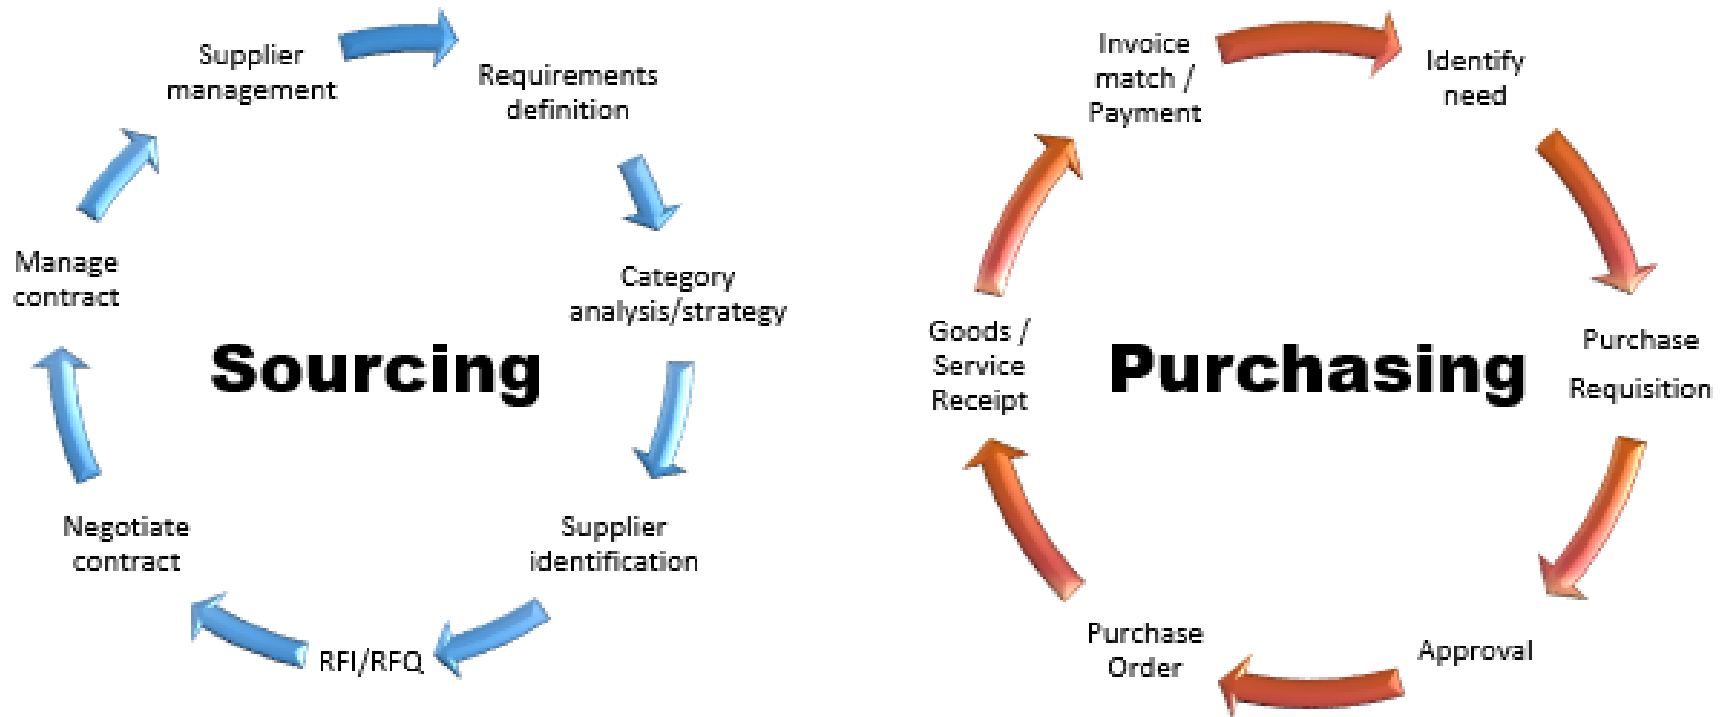 Supplier
management
Requirements
definition
Category
analysis/strategy
Supplier
identification
RFI/RFQ
Negotiate
contract
Manage
contract
Sourcing
Invoice
match /
Payment
Identify
need
Purchase
Requisition
Approval
Purchase
Order
Goods /
Service
Receipt
Purchasing